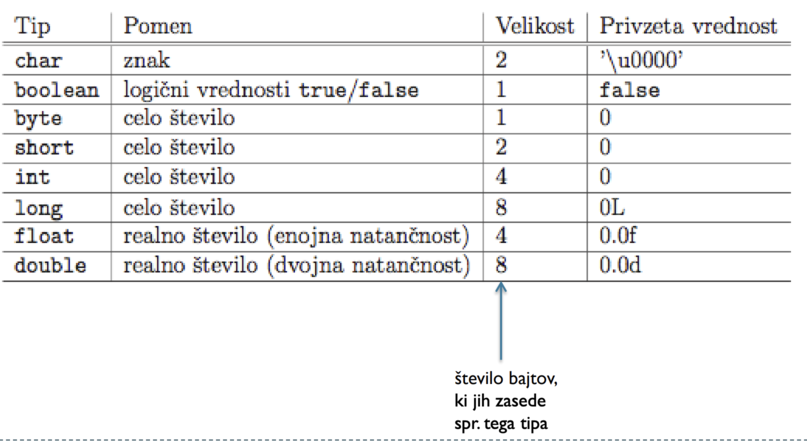 Tip Pomen Velikost Privzeta vrednost
char znak 2 '\u0000'
boolean logični vrednosti true/false 1 false
byte celo število 1 0
short celo število 2 0
int celo število 4 0
long celo število 8 0L
float realno število (enojna natančnost) 4 0.0f
double realno število (dvojna natančnost) 8 0.0d
število bajtov,
ki jih zasede
spr. tega tipa